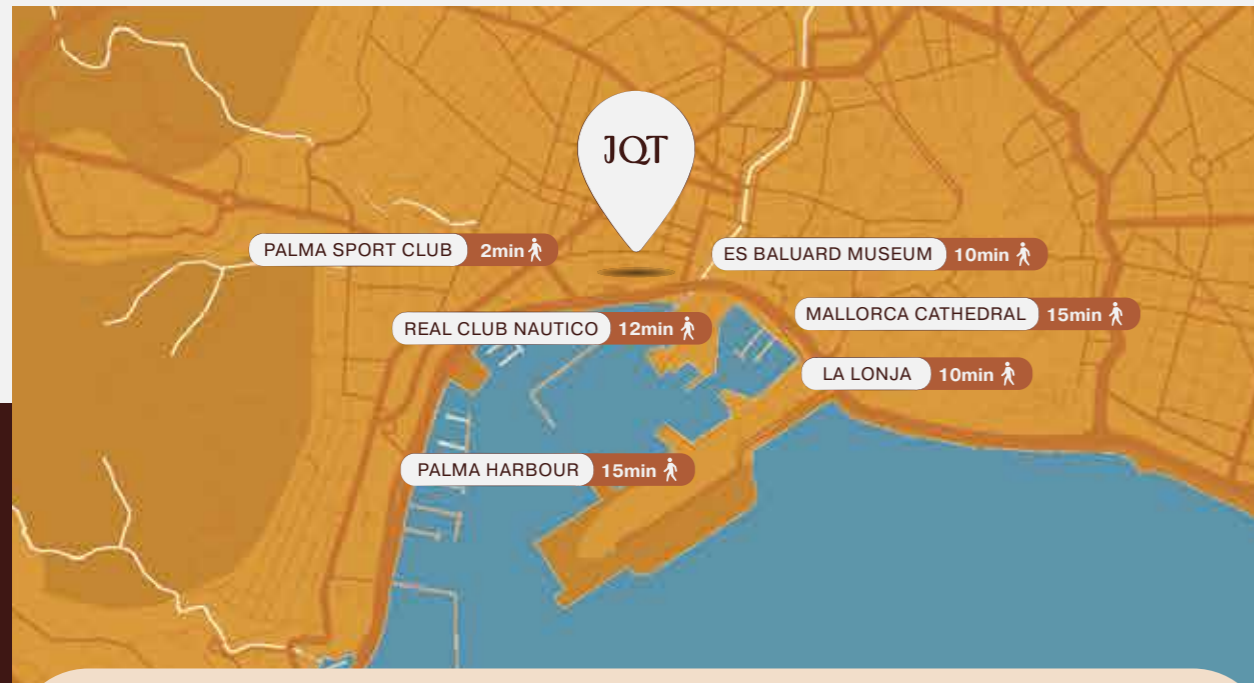 JQT
PALMA SPORT CLUB 2min
ES BALUARD MUSEUM 10min
REAL CLUB NAUTICO 12min
MALLORCA CATHEDRAL 15min
LA LONJA 10min
PALMA HARBOUR 15min